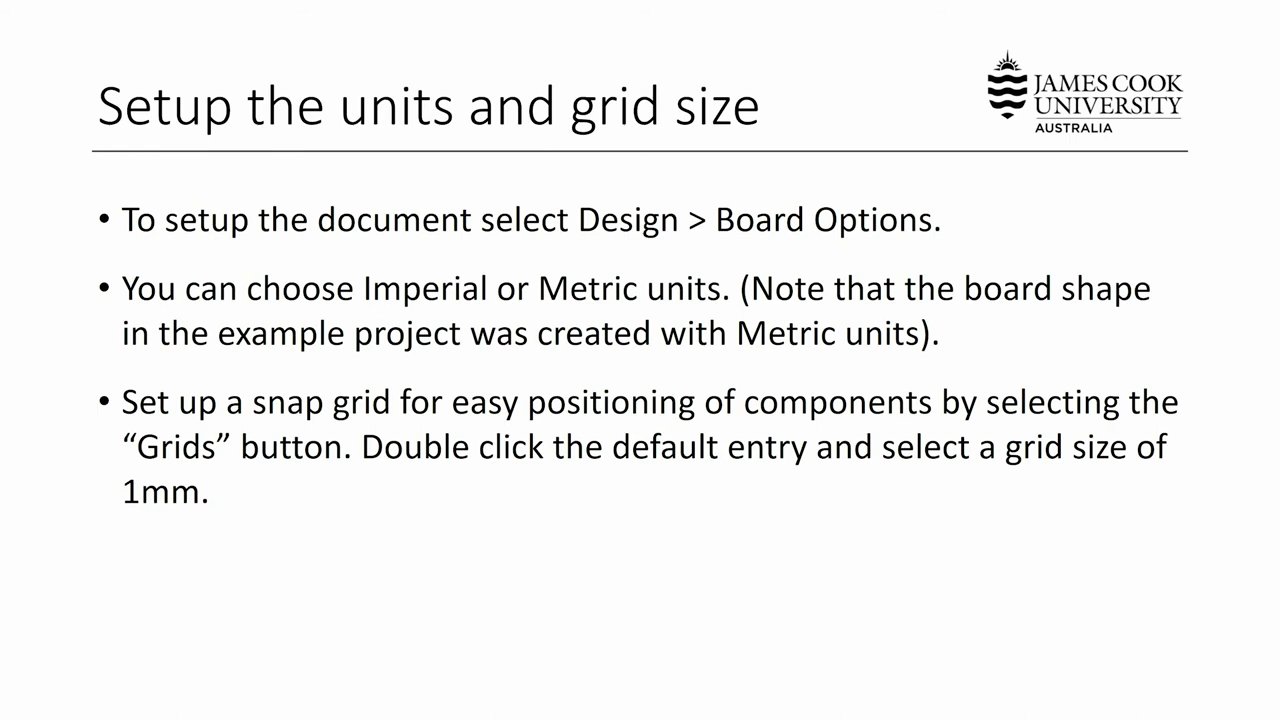 Setup the units and grid size
JAMES COOK
UNIVERSITY
AUSTRALIA
• To setup the document select Design > Board Options.
• You can choose Imperial or Metric units. (Note that the board shape
in the example project was created with Metric units).
• Set up a snap grid for easy positioning of components by selecting the
“Grids” button. Double click the default entry and select a grid size of
1mm.